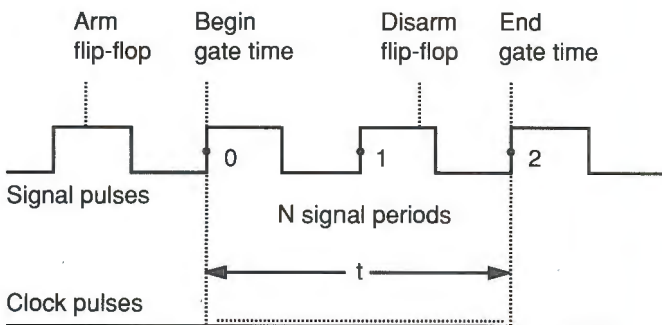 Arm flip-flop
Begin gate time
Disarm flip-flop
End gate time
0
1
2
Signal pulses
N signal periods
t
Clock pulses